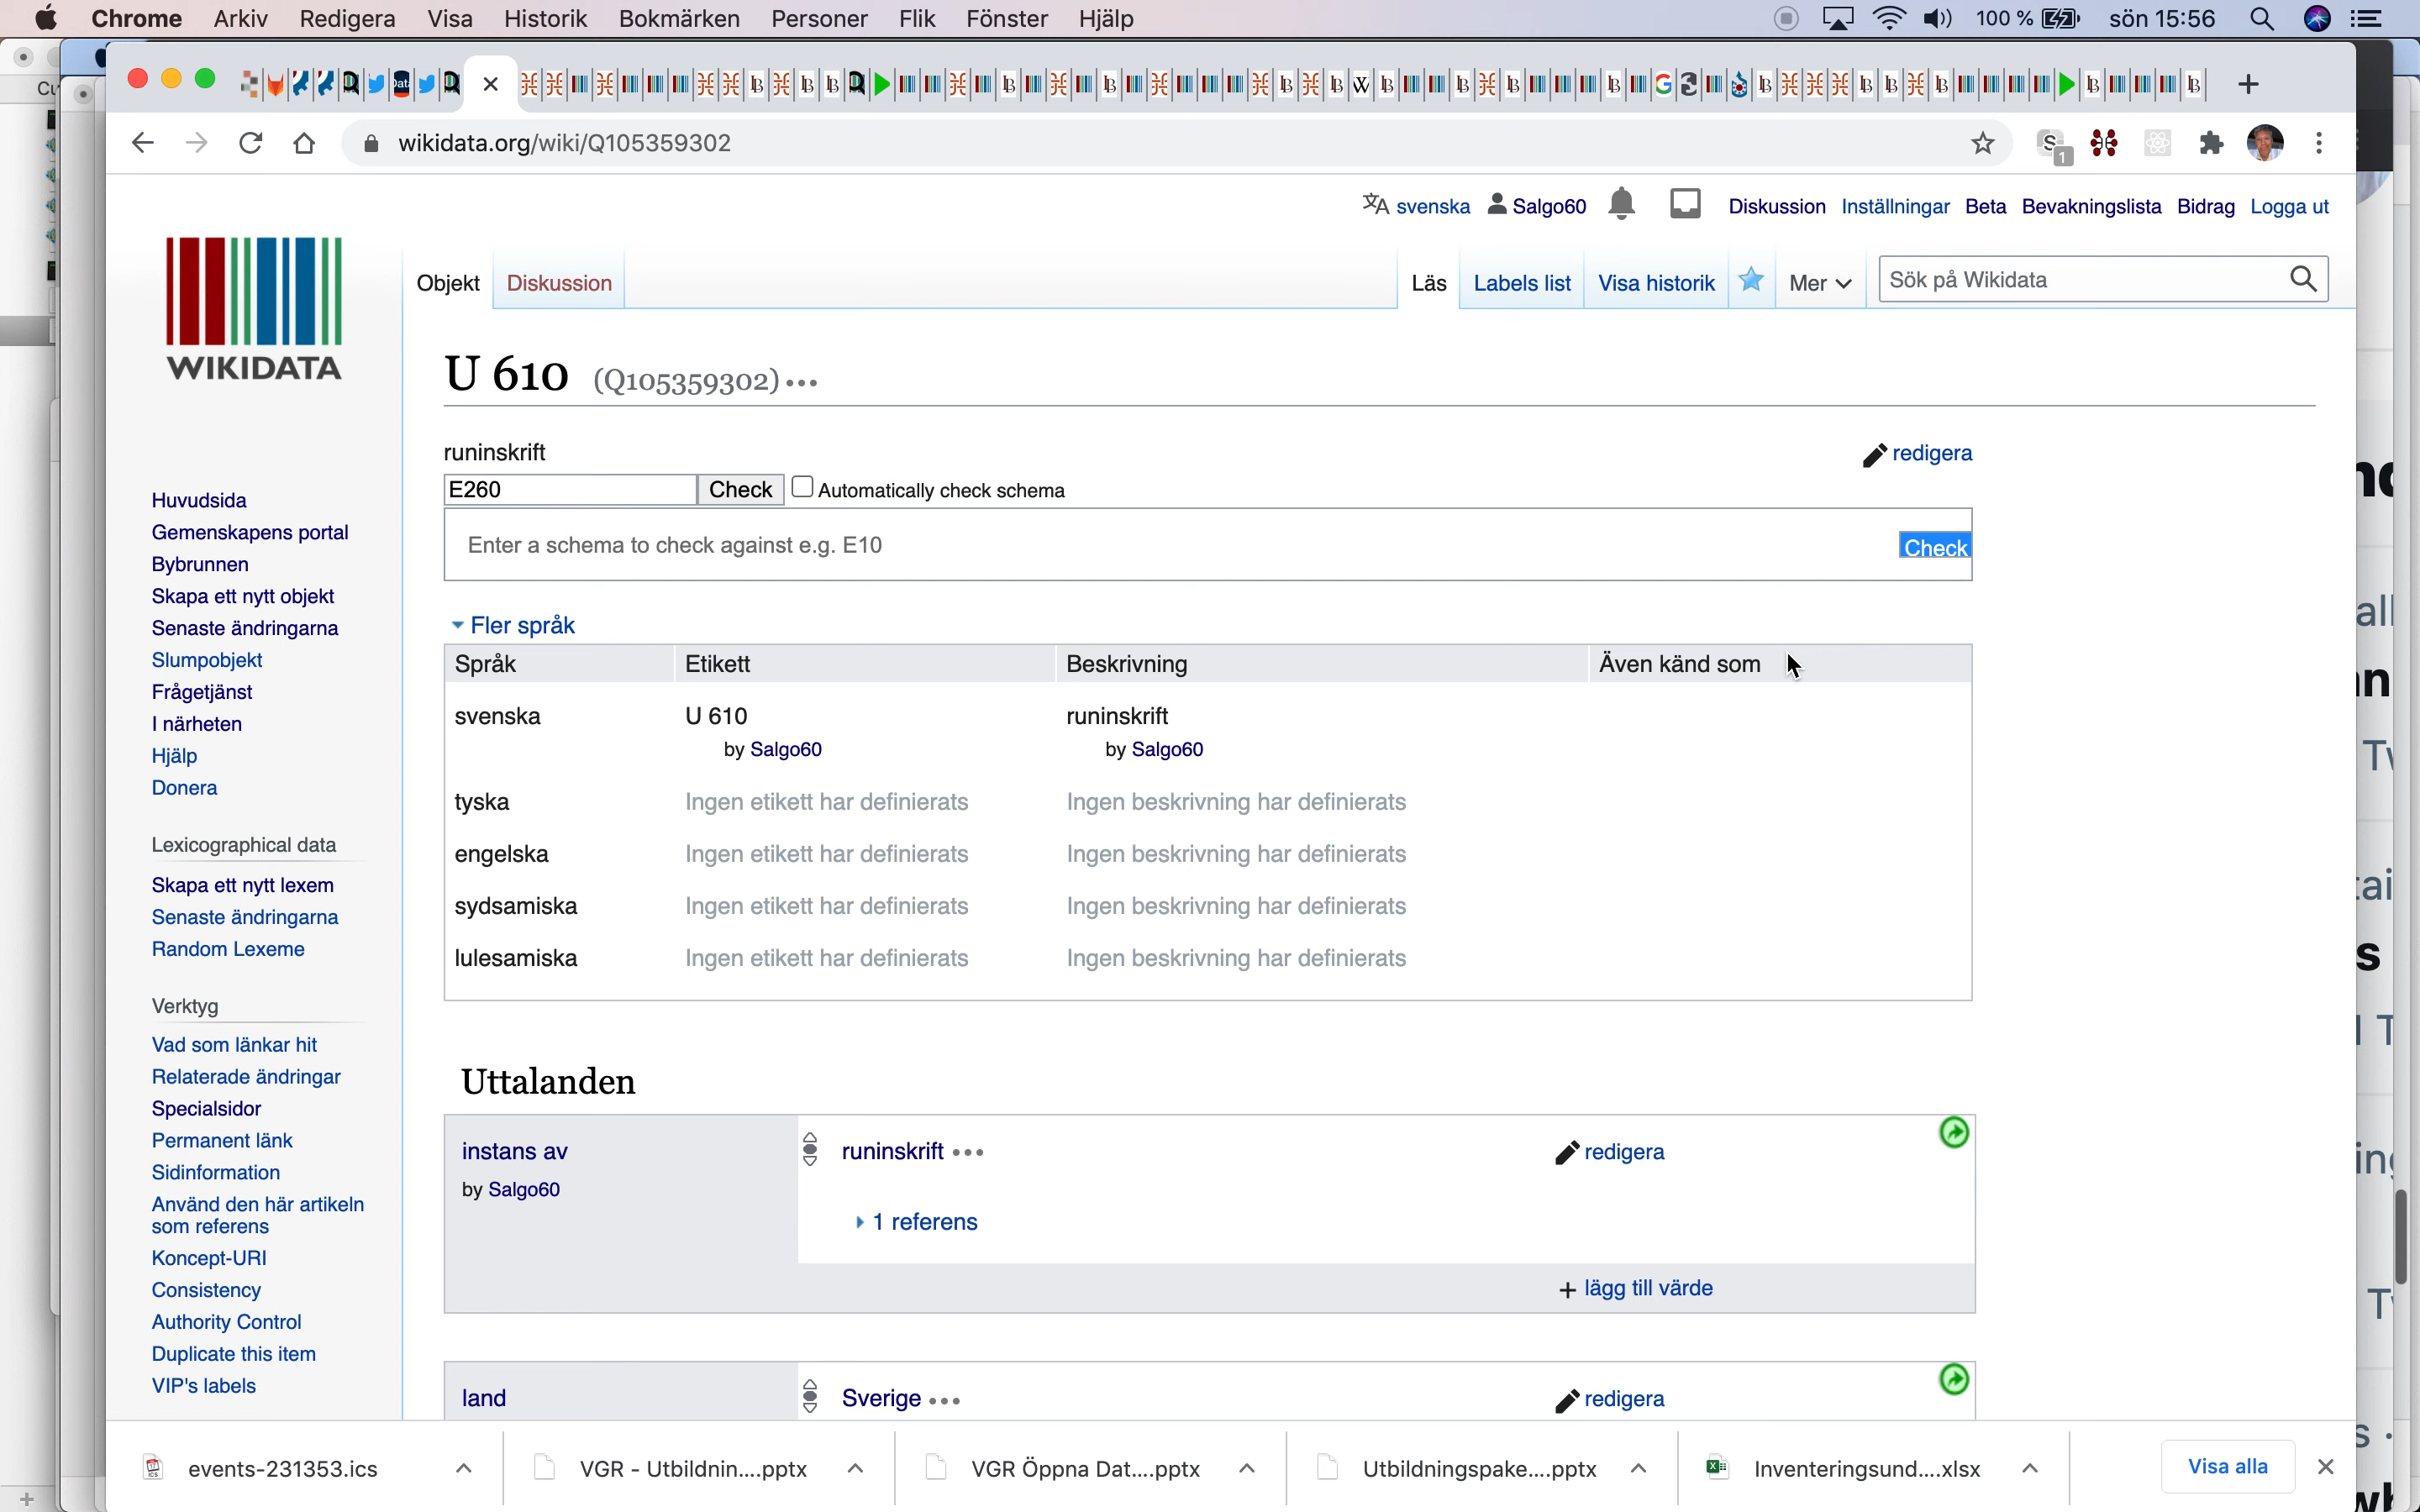 Chrome Arkiv Redigera Visa Historik Bokmärken Personer Flik Fönster Hjälp 100 % sön 15:56
wikidata.org/wiki/Q105359302
svenska Salgo60 Diskussion Inställningar Beta Bevakningslista Bidrag Logga ut
WIKIDATA
Objekt Diskussion Läs Labels list Visa historik Mer Sök på Wikidata
U 610 (Q105359302)
runinskrift redigera
E260 Check Automatically check schema
Enter a schema to check against e.g. E10 Check
Fler språk
Språk Etikett Beskrivning Även känd som
svenska U 610 runinskrift
by Salgo60 by Salgo60
tyska Ingen etikett har definierats Ingen beskrivning har definierats
engelska Ingen etikett har definierats Ingen beskrivning har definierats
sydsamiska Ingen etikett har definierats Ingen beskrivning har definierats
lulesamiska Ingen etikett har definierats Ingen beskrivning har definierats
Uttalanden
instans av runinskrift redigera
by Salgo60
1 referens
+ lägg till värde
land Sverige redigera
Huvudsida
Gemenskapens portal
Bybrunnen
Skapa ett nytt objekt
Senaste ändringarna
Slumpobjekt
Frågetjänst
I närheten
Hjälp
Donera
Lexicographical data
Skapa ett nytt lexem
Senaste ändringarna
Random Lexeme
Verktyg
Vad som länkar hit
Relaterade ändringar
Specialsidor
Permanent länk
Sidinformation
Använd den här artikeln
som referens
Koncept-URI
Consistency
Authority Control
Duplicate this item
VIP's labels
events-231353.ics VGR - Utbildnin....pptx VGR Öppna Dat....pptx Utbildningspake....pptx Inventeringsund....xlsx Visa alla